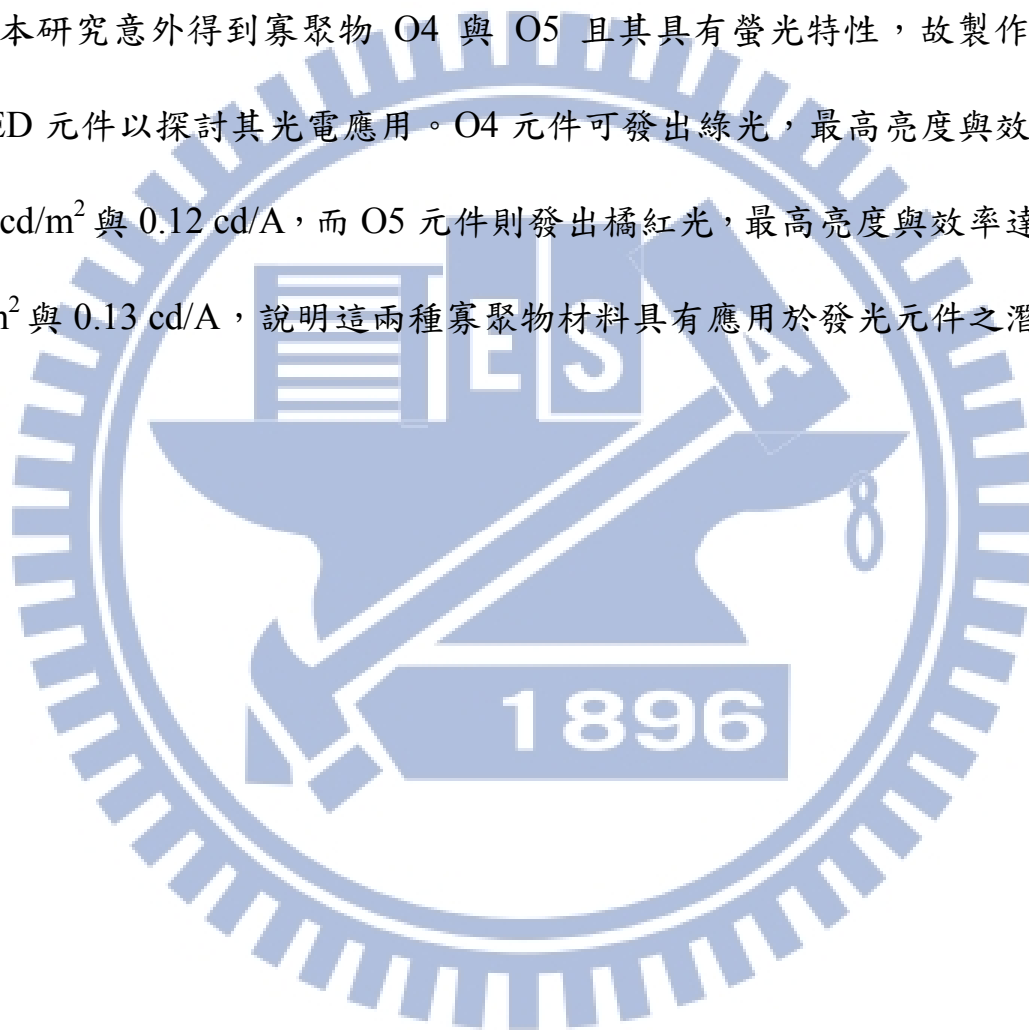 本研究意外得到寡聚物 O4 與 O5 且其具有螢光特性，故製作
ED 元件以探討其光電應用。O4 元件可發出綠光，最高亮度與效
cd/m² 與 0.12 cd/A，而 O5 元件則發出橘紅光，最高亮度與效率達
m² 與 0.13 cd/A，說明這兩種寡聚物材料具有應用於發光元件之潛
E S A
8
1896